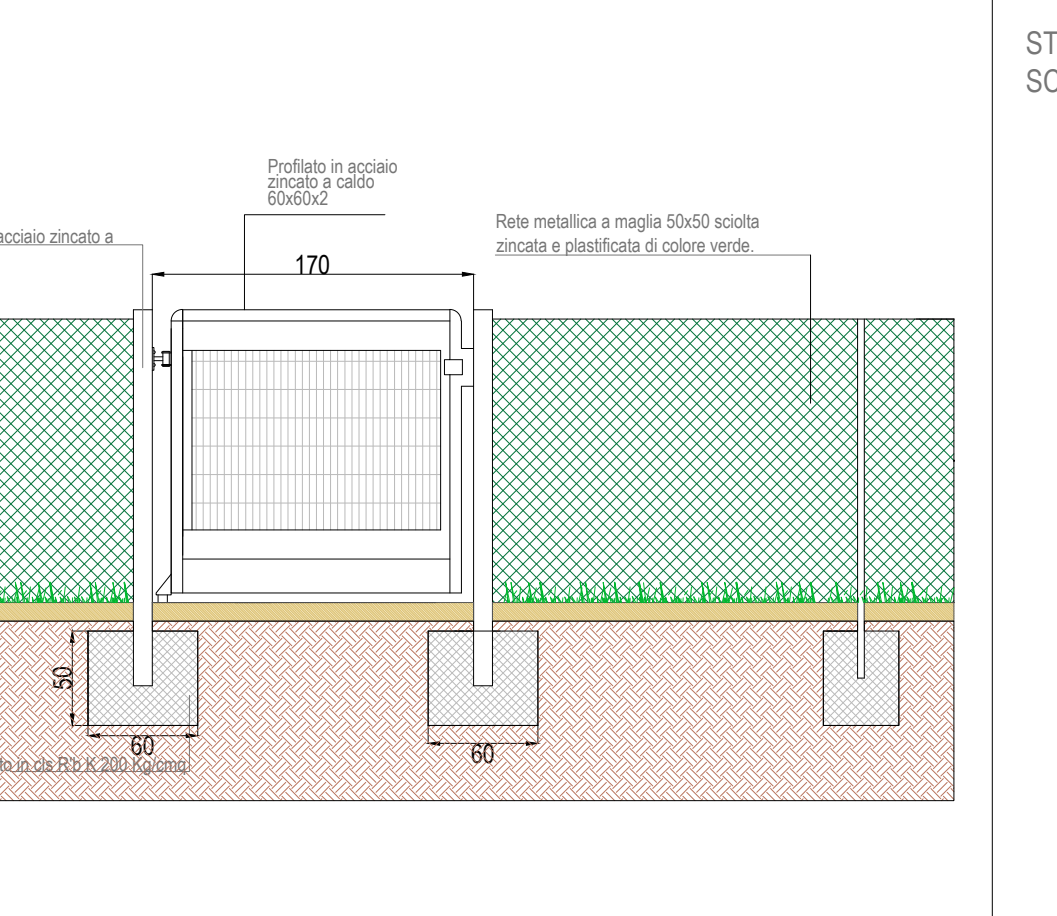 ST
SC
Profilato in acciaio
zincato a caldo
60x60x2
Rete metallica a maglia 50x50 sciolta
zincata e plastificata di colore verde.
acciaio zincato a
170
50
60
60
to in cls R'b K 200 Kg/cmq